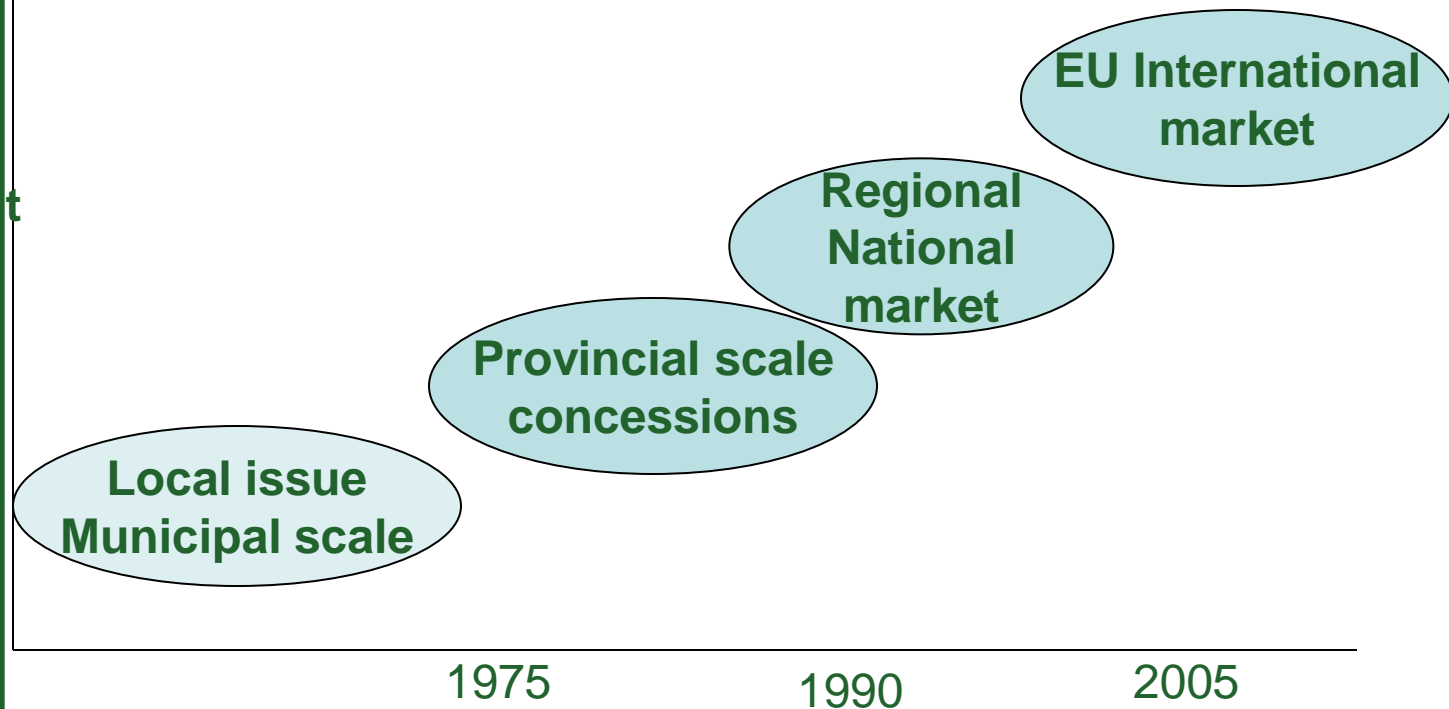 EU International
market
t
Regional
National
market
Provincial scale
concessions
Local issue
Municipal scale
1975
1990
2005